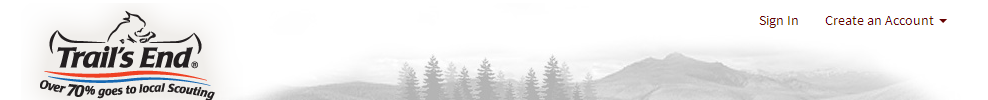 Sign In Create an Account
Trail's End®
Over 70% goes to local Scouting